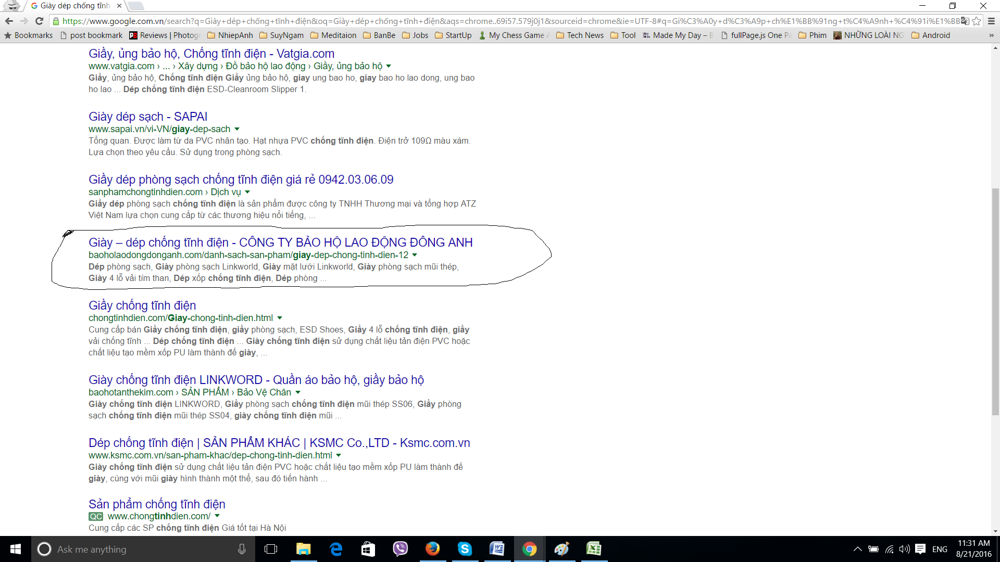 Giày dép chống tĩnh
https://www.google.com.vn/search?q=Giày+dép+chống+tĩnh+điện&oq=Giày+dép+chống+tĩnh+điện&aqs=chrome..69i57.579j0j1&sourceid=chrome&ie=UTF-8#q=Gi%C3%A0y+d%C3%A9p+ch%E1%BB%91ng+t%C4%A9nh+%C4%91i%E1%BB
Bookmarks post bookmark Reviews | Photog NhiepAnh SuyNgam Meditaion BanBe Jobs StartUp My Chess Game Tech News Tool Made My Day – fullPage.js One Pa Phim NHỮNG LOÀI NG Android »
Giầy, ủng bảo hộ, Chống tĩnh điện - Vatgia.com
www.vatgia.com › ... › Xây dựng › Đồ bảo hộ lao động › Giầy, ủng bảo hộ
Giầy, ủng bảo hộ, Chống tĩnh điện Giầy ủng bảo hộ, giay ung bao ho, giay bao ho lao dong, ung bao
ho lao ... Dép chống tĩnh điện ESD-Cleanroom Slipper 1.
Giày dép sạch - SAPAI
www.sapai.vn/vi-VN/giay-dep-sach
Tổng quan. Được làm từ da PVC nhân tạo. Hạt nhựa PVC chống tĩnh điện. Điện trở 109Ω màu xám.
Lựa chọn theo yêu cầu. Sử dụng trong phòng sạch.
Giầy dép phòng sạch chống tĩnh điện giá rẻ 0942.03.06.09
sanphamchongtinhdien.com › Dịch vụ
Giầy dép phòng sạch chống tĩnh điện là sản phẩm được công ty TNHH Thương mại và tổng hợp ATZ
Việt Nam lựa chọn cung cấp từ các thương hiệu nổi tiếng, ...
Giày – dép chống tĩnh điện - CÔNG TY BẢO HỘ LAO ĐỘNG ĐÔNG ANH
baoholaodongdonganh.com/danh-sach-san-pham/giay-dep-chong-tinh-dien-12
Dép phòng sạch, Giày phòng sạch Linkworld, Giày mặt lưới Linkworld, Giày phòng sạch mũi thép,
Giày 4 lỗ vải tím than, Dép xốp chống tĩnh điện, Dép phòng ...
Giầy chống tĩnh điện
chongtinhdien.com/Giay-chong-tinh-dien.html
Cung cấp bán Giầy chống tĩnh điện, giầy phòng sạch, ESD Shoes, Giầy 4 lỗ chống tĩnh điện, giầy
vải chống tĩnh ... Dép chống tĩnh điện ... Giày chống tĩnh điện sử dụng chất liệu tản điện PVC hoặc
chất liệu tạo mềm xốp PU làm thành đế giày, ...
Giày chống tĩnh điện LINKWORD - Quần áo bảo hộ, giầy bảo hộ
baohotanthekim.com › SẢN PHẨM › Bảo Vệ Chân
Giày chống tĩnh điện LINKWORD, Giầy phòng sạch chống tĩnh điện mũi thép SS06, Giầy phòng
sạch chống tĩnh điện mũi thép SS04, giày chống tĩnh điện mũi ...
Dép chống tĩnh điện | SẢN PHẨM KHÁC | KSMC Co.,LTD - Ksmc.com.vn
www.ksmc.com.vn/san-pham-khac/dep-chong-tinh-dien.html
Giày chống tĩnh điện sử dụng chất liệu tản điện PVC hoặc chất liệu tạo mềm xốp PU làm thành đế
giày, cùng với mũi giày hình thành một thể, sau đó tiến hành ...
Sản phẩm chống tĩnh điện
QC www.chongtinhdien.com/
Cung cấp các SP chống tĩnh điện Giá tốt tại Hà Nội
Ask me anything
ENG
11:31 AM
8/21/2016